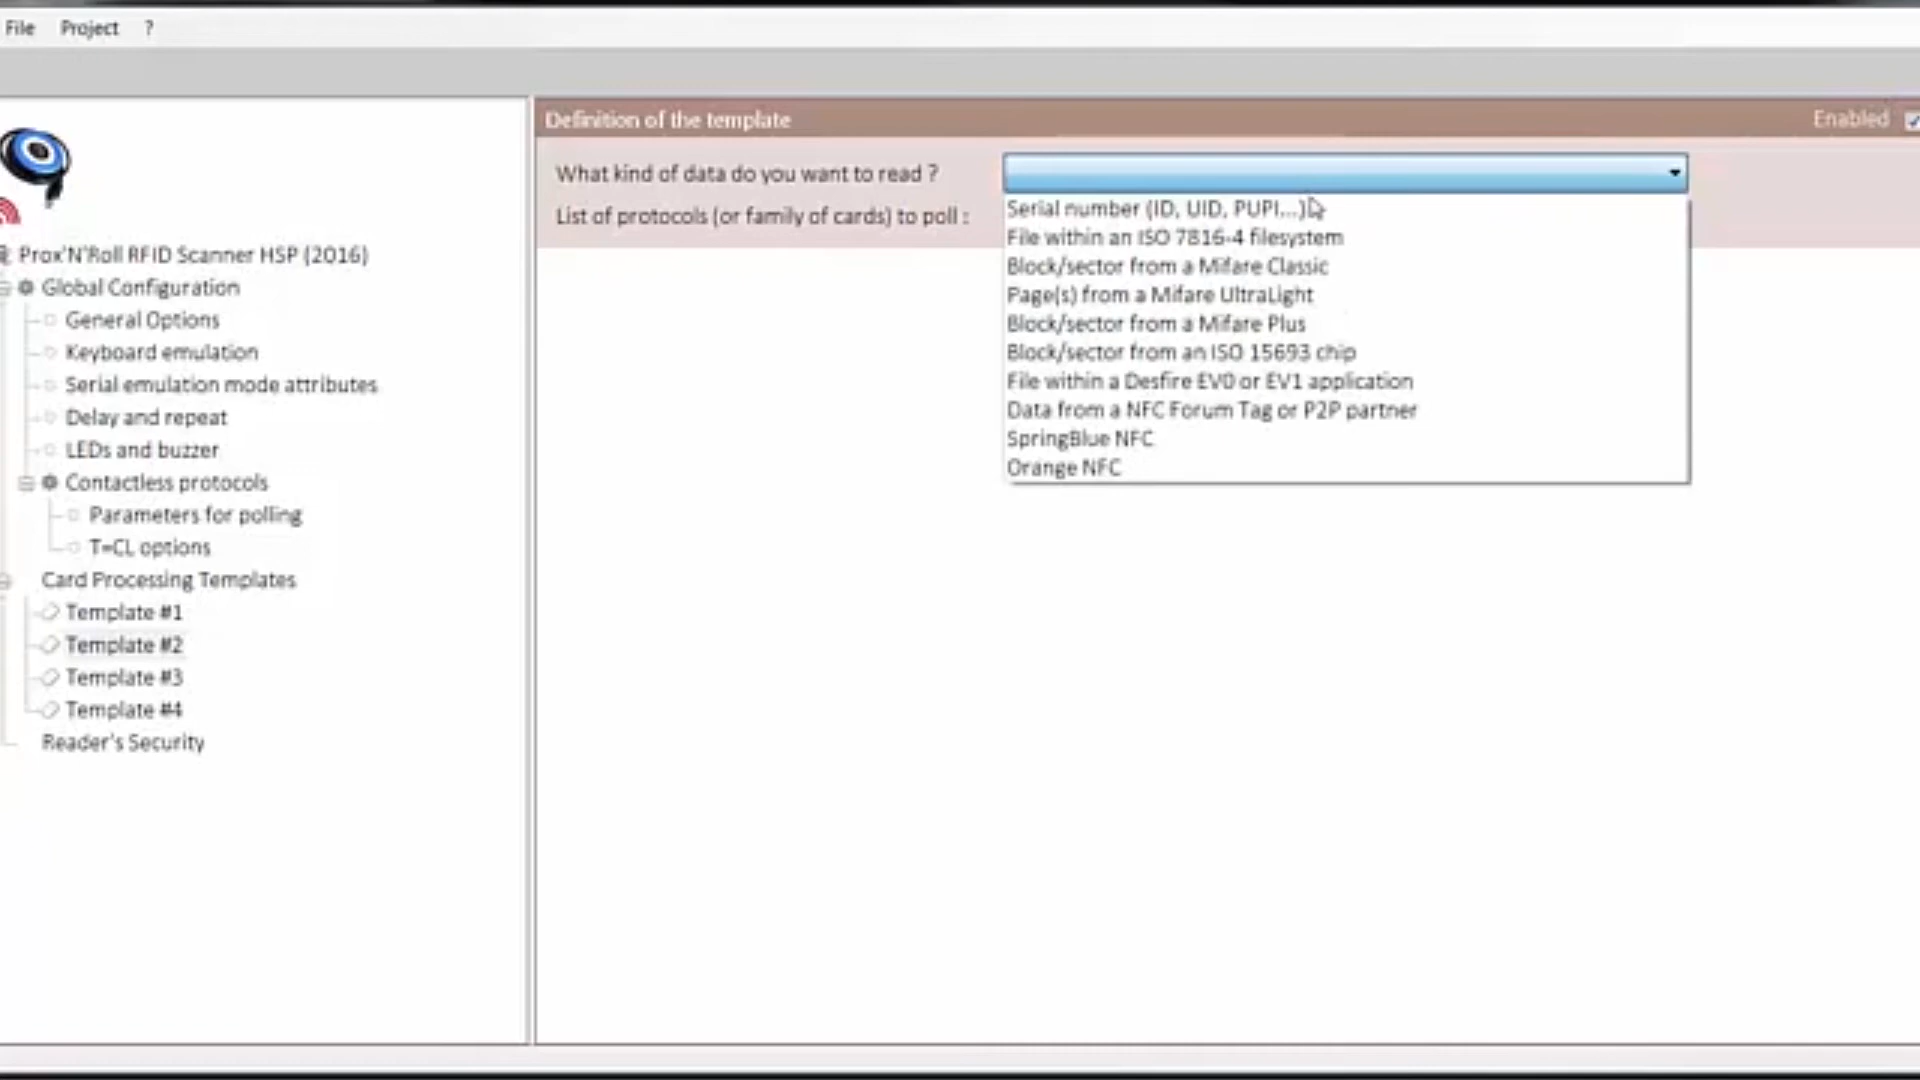 File Project ?
Definition of the template Enabled
What kind of data do you want to read ?
List of protocols (or family of cards) to poll :
Serial number (ID, UID, PUPI...)
File within an ISO 7816-4 filesystem
Block/sector from a Mifare Classic
Page(s) from a Mifare UltraLight
Block/sector from a Mifare Plus
Block/sector from an ISO 15693 chip
File within a Desfire EV0 or EV1 application
Data from a NFC Forum Tag or P2P partner
SpringBlue NFC
Orange NFC
Prox'N'Roll RFID Scanner HSP (2016)
Global Configuration
General Options
Keyboard emulation
Serial emulation mode attributes
Delay and repeat
LEDs and buzzer
Contactless protocols
Parameters for polling
T=CL options
Card Processing Templates
Template #1
Template #2
Template #3
Template #4
Reader's Security